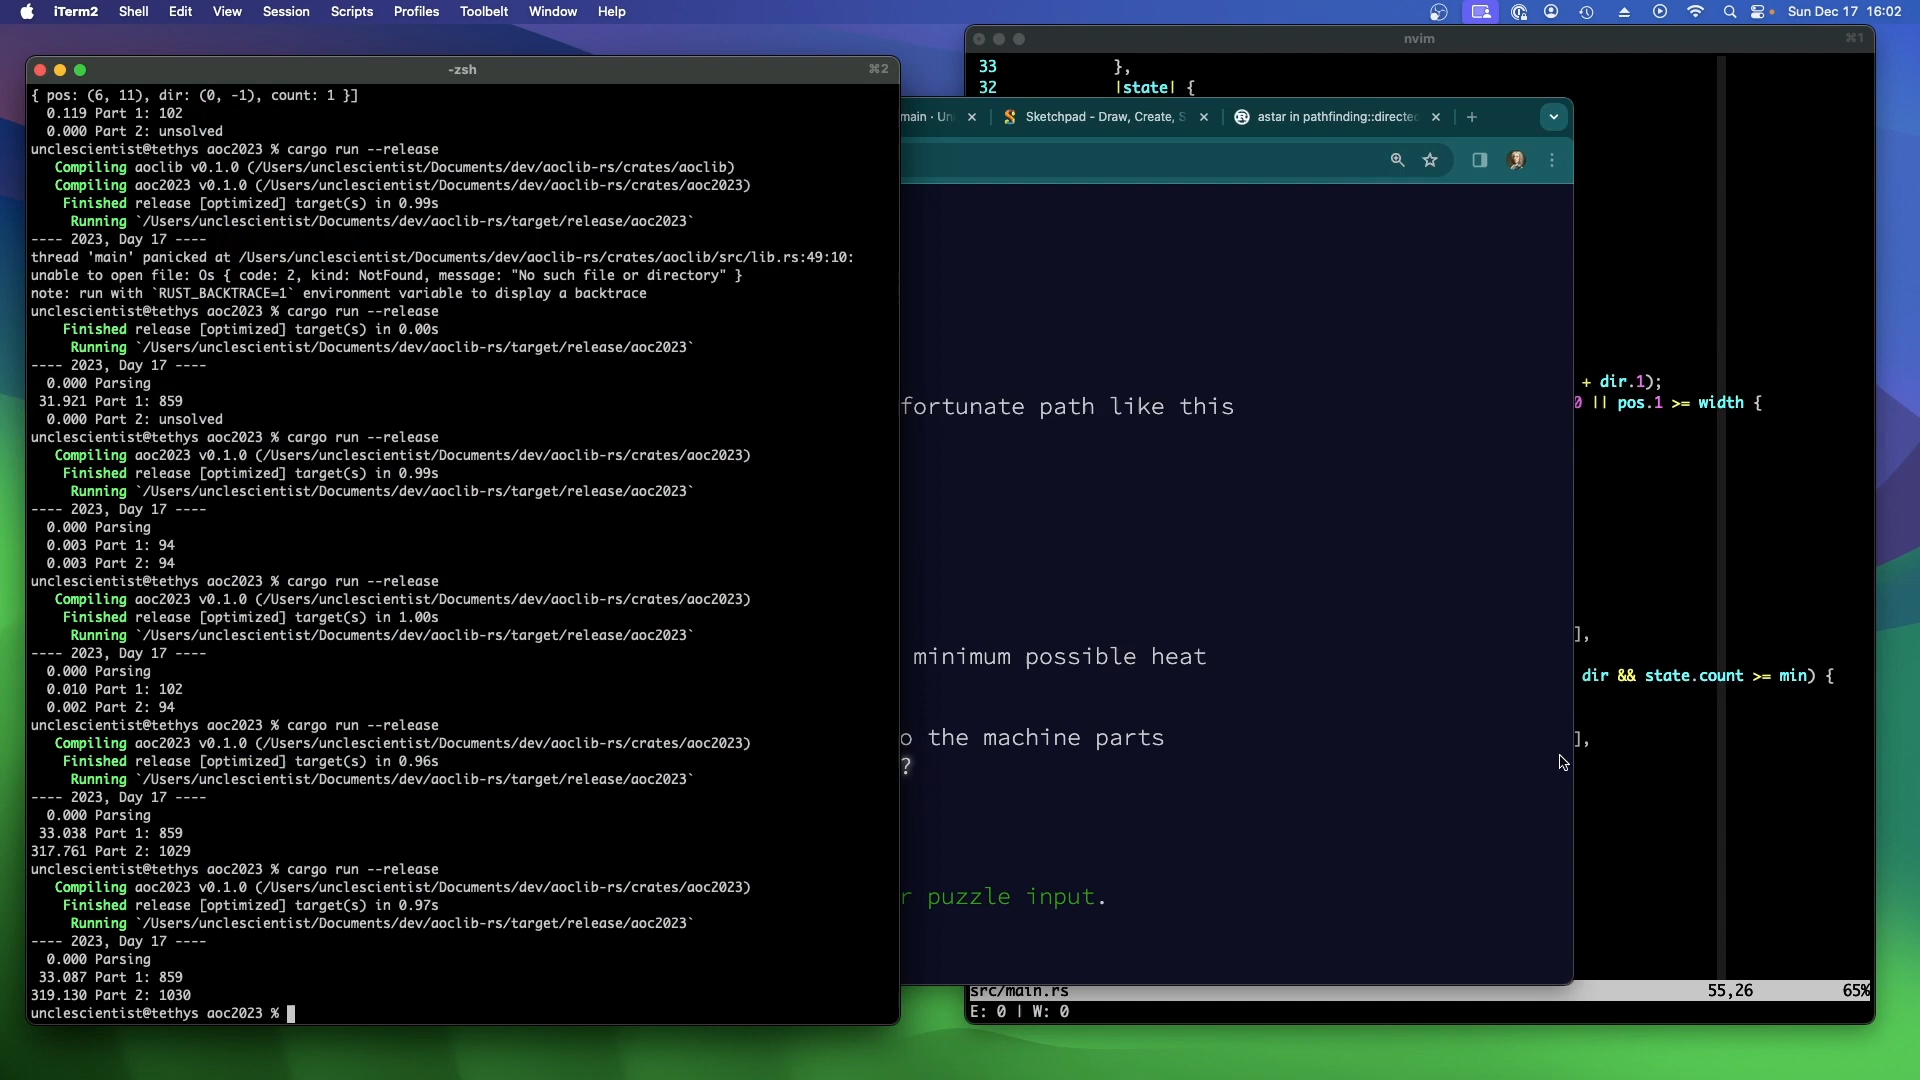 iTerm2 Shell Edit View Session Scripts Profiles Toolbelt Window Help
Sun Dec 17 16:02
-zsh ⌘2
{ pos: (6, 11), dir: (0, -1), count: 1 }]
0.119 Part 1: 102
0.000 Part 2: unsolved
unclescientist@tethys aoc2023 % cargo run --release
Compiling aoclib v0.1.0 (/Users/unclescientist/Documents/dev/aoclib-rs/crates/aoclib)
Compiling aoc2023 v0.1.0 (/Users/unclescientist/Documents/dev/aoclib-rs/crates/aoc2023)
Finished release [optimized] target(s) in 0.99s
Running `/Users/unclescientist/Documents/dev/aoclib-rs/target/release/aoc2023`
---- 2023, Day 17 ----
thread 'main' panicked at /Users/unclescientist/Documents/dev/aoclib-rs/crates/aoclib/src/lib.rs:49:10:
unable to open file: Os { code: 2, kind: NotFound, message: "No such file or directory" }
note: run with `RUST_BACKTRACE=1` environment variable to display a backtrace
unclescientist@tethys aoc2023 % cargo run --release
Finished release [optimized] target(s) in 0.00s
Running `/Users/unclescientist/Documents/dev/aoclib-rs/target/release/aoc2023`
---- 2023, Day 17 ----
0.000 Parsing
31.921 Part 1: 859
0.000 Part 2: unsolved
unclescientist@tethys aoc2023 % cargo run --release
Compiling aoc2023 v0.1.0 (/Users/unclescientist/Documents/dev/aoclib-rs/crates/aoc2023)
Finished release [optimized] target(s) in 0.99s
Running `/Users/unclescientist/Documents/dev/aoclib-rs/target/release/aoc2023`
---- 2023, Day 17 ----
0.000 Parsing
0.003 Part 1: 94
0.003 Part 2: 94
unclescientist@tethys aoc2023 % cargo run --release
Compiling aoc2023 v0.1.0 (/Users/unclescientist/Documents/dev/aoclib-rs/crates/aoc2023)
Finished release [optimized] target(s) in 1.00s
Running `/Users/unclescientist/Documents/dev/aoclib-rs/target/release/aoc2023`
---- 2023, Day 17 ----
0.000 Parsing
0.010 Part 1: 102
0.002 Part 2: 94
unclescientist@tethys aoc2023 % cargo run --release
Compiling aoc2023 v0.1.0 (/Users/unclescientist/Documents/dev/aoclib-rs/crates/aoc2023)
Finished release [optimized] target(s) in 0.96s
Running `/Users/unclescientist/Documents/dev/aoclib-rs/target/release/aoc2023`
---- 2023, Day 17 ----
0.000 Parsing
33.038 Part 1: 859
317.761 Part 2: 1029
unclescientist@tethys aoc2023 % cargo run --release
Compiling aoc2023 v0.1.0 (/Users/unclescientist/Documents/dev/aoclib-rs/crates/aoc2023)
Finished release [optimized] target(s) in 0.97s
Running `/Users/unclescientist/Documents/dev/aoclib-rs/target/release/aoc2023`
---- 2023, Day 17 ----
0.000 Parsing
33.087 Part 1: 859
319.130 Part 2: 1030
unclescientist@tethys aoc2023 %
nvim ⌘1
33 },
32 |state| {
main · Un Sketchpad - Draw, Create, S astar in pathfinding::directe
fortunate path like this
minimum possible heat
o the machine parts
?
r puzzle input.
+ dir.1);
0 || pos.1 >= width {
],
dir && state.count >= min) {
],
src/main.rs 55,26 65%
E: 0 | W: 0